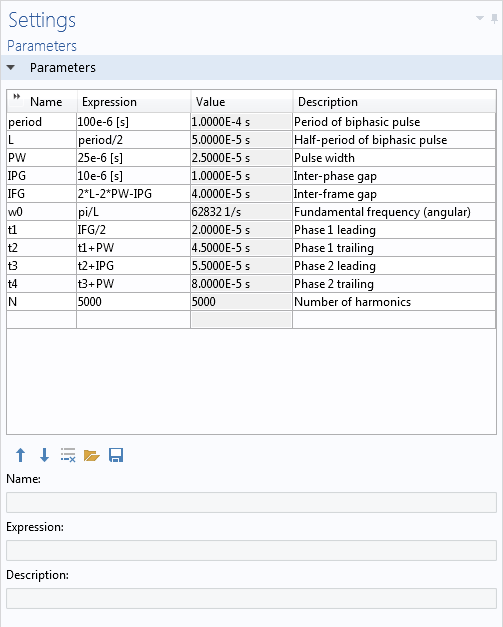 Settings
Parameters
Parameters
Name Expression Value Description
period 100e-6 [s] 1.0000E-4 s Period of biphasic pulse
L period/2 5.0000E-5 s Half-period of biphasic pulse
PW 25e-6 [s] 2.5000E-5 s Pulse width
IPG 10e-6 [s] 1.0000E-5 s Inter-phase gap
IFG 2*L-2*PW-IPG 4.0000E-5 s Inter-frame gap
w0 pi/L 62832 1/s Fundamental frequency (angular)
t1 IFG/2 2.0000E-5 s Phase 1 leading
t2 t1+PW 4.5000E-5 s Phase 1 trailing
t3 t2+IPG 5.5000E-5 s Phase 2 leading
t4 t3+PW 8.0000E-5 s Phase 2 trailing
N 5000 5000 Number of harmonics
Name:
Expression:
Description: